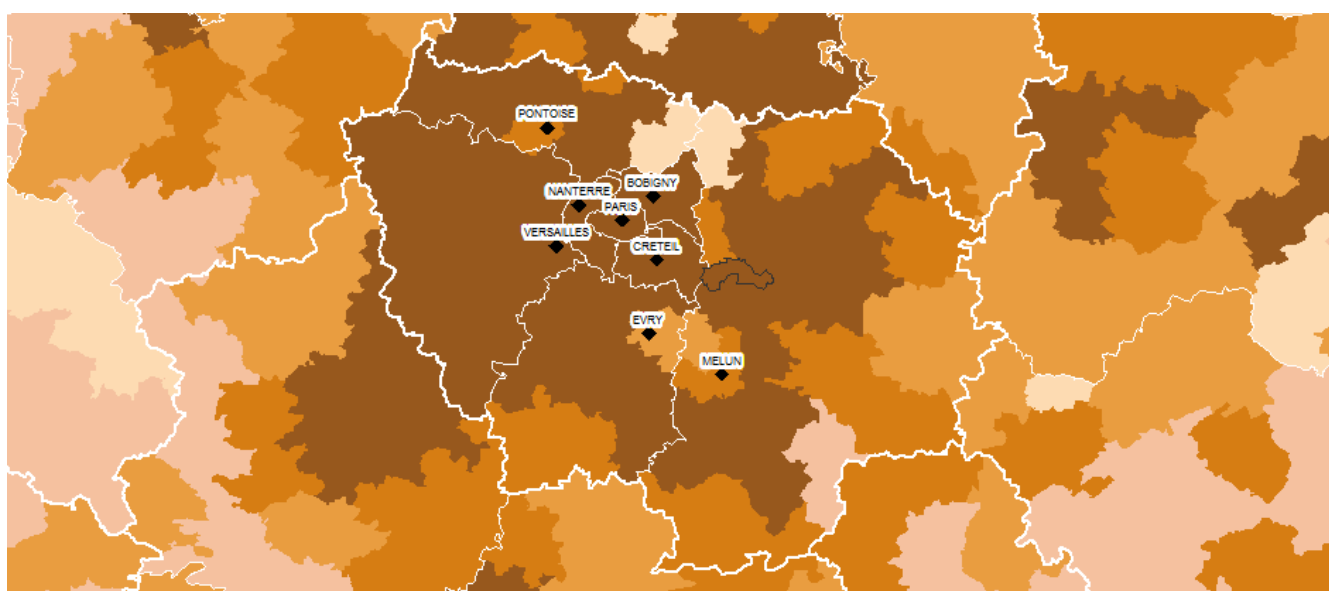 PONTOISE
NANTERRE
BOBIGNY
PARIS
VERSAILLES
CRETEIL
EVRY
MELUN